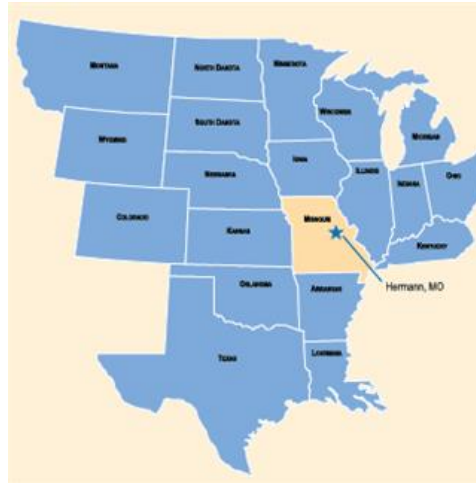 MONTANA
NORTH DAKOTA
MINNESOTA
WISCONSIN
MICHIGAN
SOUTH DAKOTA
WYOMING
IOWA
NEBRASKA
ILLINOIS
INDIANA
OHIO
COLORADO
KANSAS
MISSOURI
KENTUCKY
Hermann, MO
OKLAHOMA
ARKANSAS
TEXAS
LOUISIANA